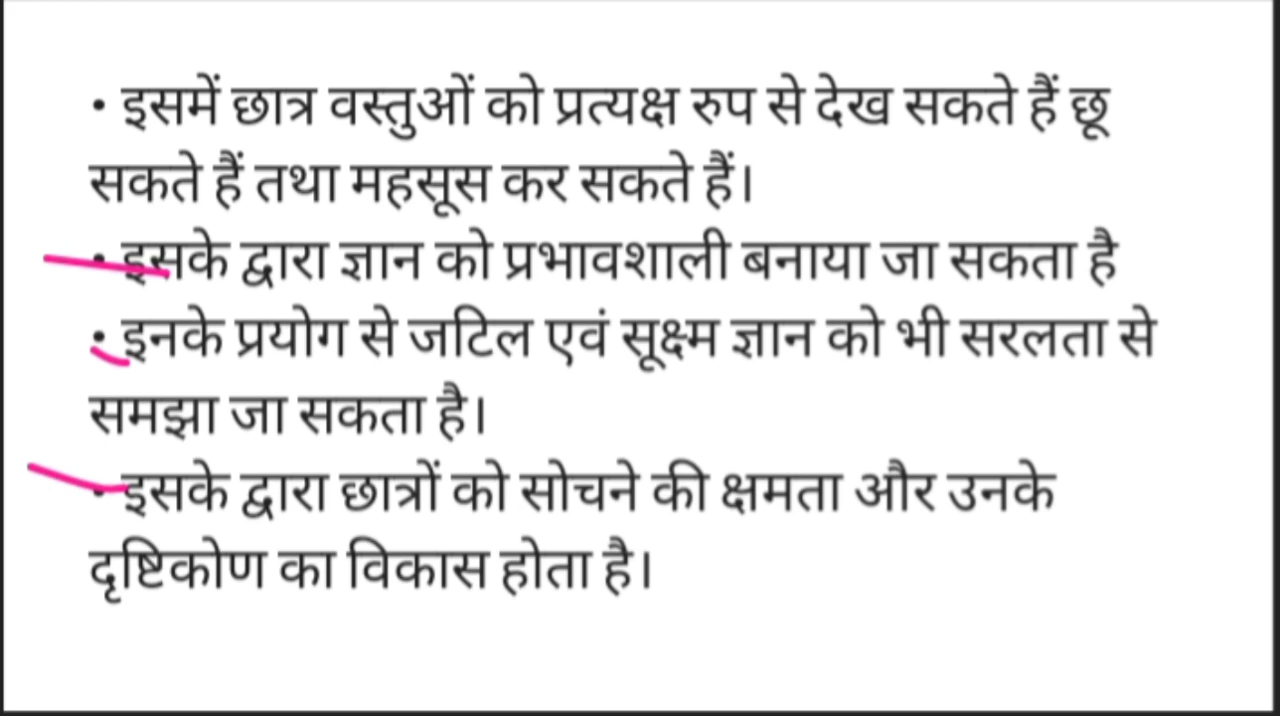 • इसमें छात्र वस्तुओं को प्रत्यक्ष रुप से देख सकते हैं छू
सकते हैं तथा महसूस कर सकते हैं।
• इसके द्वारा ज्ञान को प्रभावशाली बनाया जा सकता है
• इनके प्रयोग से जटिल एवं सूक्ष्म ज्ञान को भी सरलता से
समझा जा सकता है।
• इसके द्वारा छात्रों को सोचने की क्षमता और उनके
दृष्टिकोण का विकास होता है।